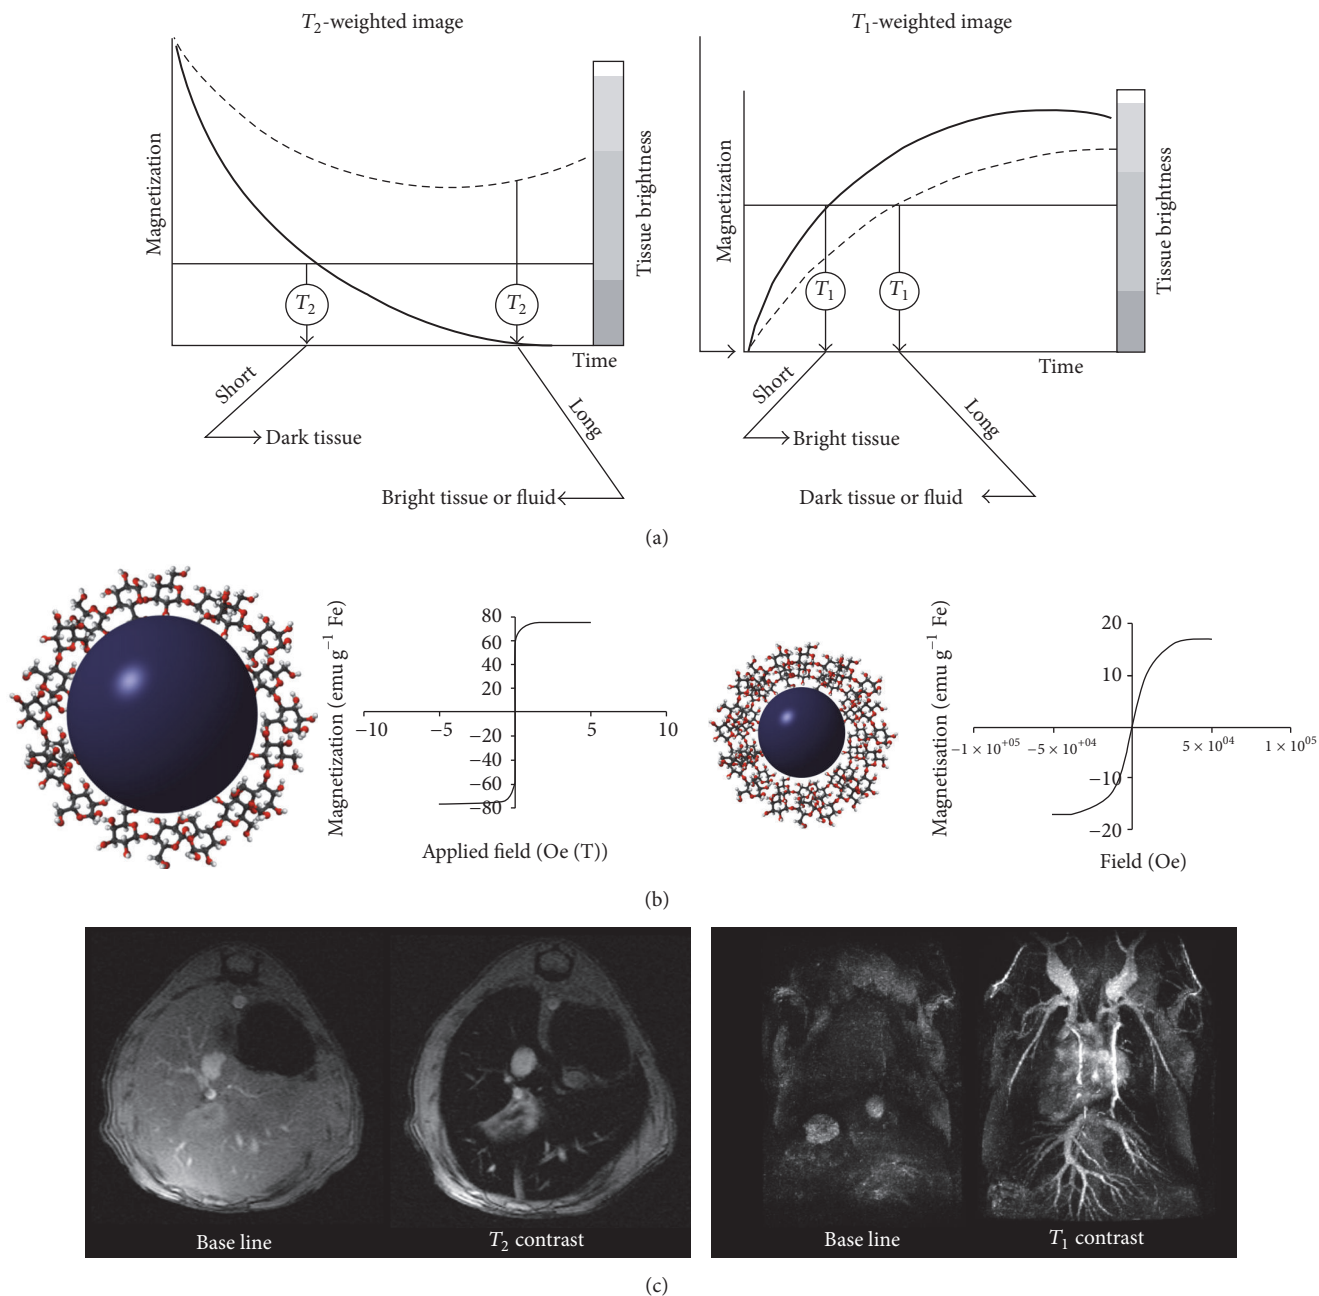 T₂-weighted image
Magnetization
Tissue brightness
T₂
T₂
Time
Short
Long
Dark tissue
Bright tissue or fluid
T₁-weighted image
Magnetization
Tissue brightness
T₁
T₁
Time
Short
Long
Bright tissue
Dark tissue or fluid
(a)
Magnetization (emu g⁻¹ Fe)
80
60
40
20
−10
−5
0
5
10
−20
−40
−60
−80
Applied field (Oe (T))
Magnetisation (emu g⁻¹ Fe)
20
10
0
−1 × 10⁺⁰⁵
−5 × 10⁺⁰⁴
5 × 10⁰⁴
1 × 10⁰⁵
−10
−20
Field (Oe)
(b)
Base line
T₂ contrast
Base line
T₁ contrast
(c)